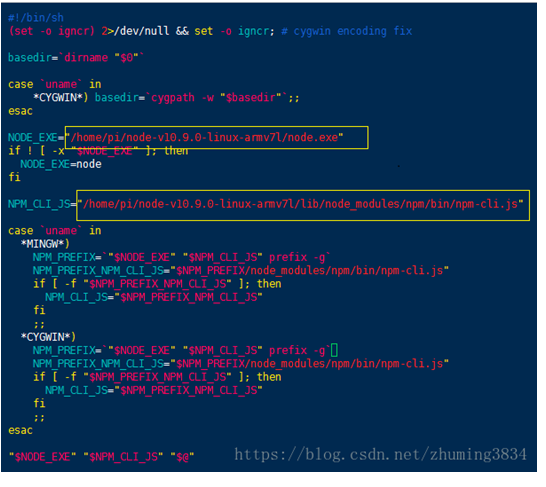 #!/bin/sh
(set -o igncr) 2>/dev/null && set -o igncr; # cygwin encoding fix
basedir=`dirname "$0"`
case `uname` in
*CYGWIN*) basedir=`cygpath -w "$basedir"`;;
esac
NODE_EXE="/home/pi/node-v10.9.0-linux-armv7l/node.exe"
if ! [ -x "$NODE_EXE" ]; then
NODE_EXE=node
fi
NPM_CLI_JS="/home/pi/node-v10.9.0-linux-armv7l/lib/node_modules/npm/bin/npm-cli.js"
case `uname` in
*MINGW*)
NPM_PREFIX=`"$NODE_EXE" "$NPM_CLI_JS" prefix -g`
NPM_PREFIX_NPM_CLI_JS="$NPM_PREFIX/node_modules/npm/bin/npm-cli.js"
if [ -f "$NPM_PREFIX_NPM_CLI_JS" ]; then
NPM_CLI_JS="$NPM_PREFIX_NPM_CLI_JS"
fi
;;
*CYGWIN*)
NPM_PREFIX=`"$NODE_EXE" "$NPM_CLI_JS" prefix -g`
NPM_PREFIX_NPM_CLI_JS="$NPM_PREFIX/node_modules/npm/bin/npm-cli.js"
if [ -f "$NPM_PREFIX_NPM_CLI_JS" ]; then
NPM_CLI_JS="$NPM_PREFIX_NPM_CLI_JS"
fi
;;
esac
"$NODE_EXE" "$NPM_CLI_JS" "$@"
https://blog.csdn.net/zhuming3834